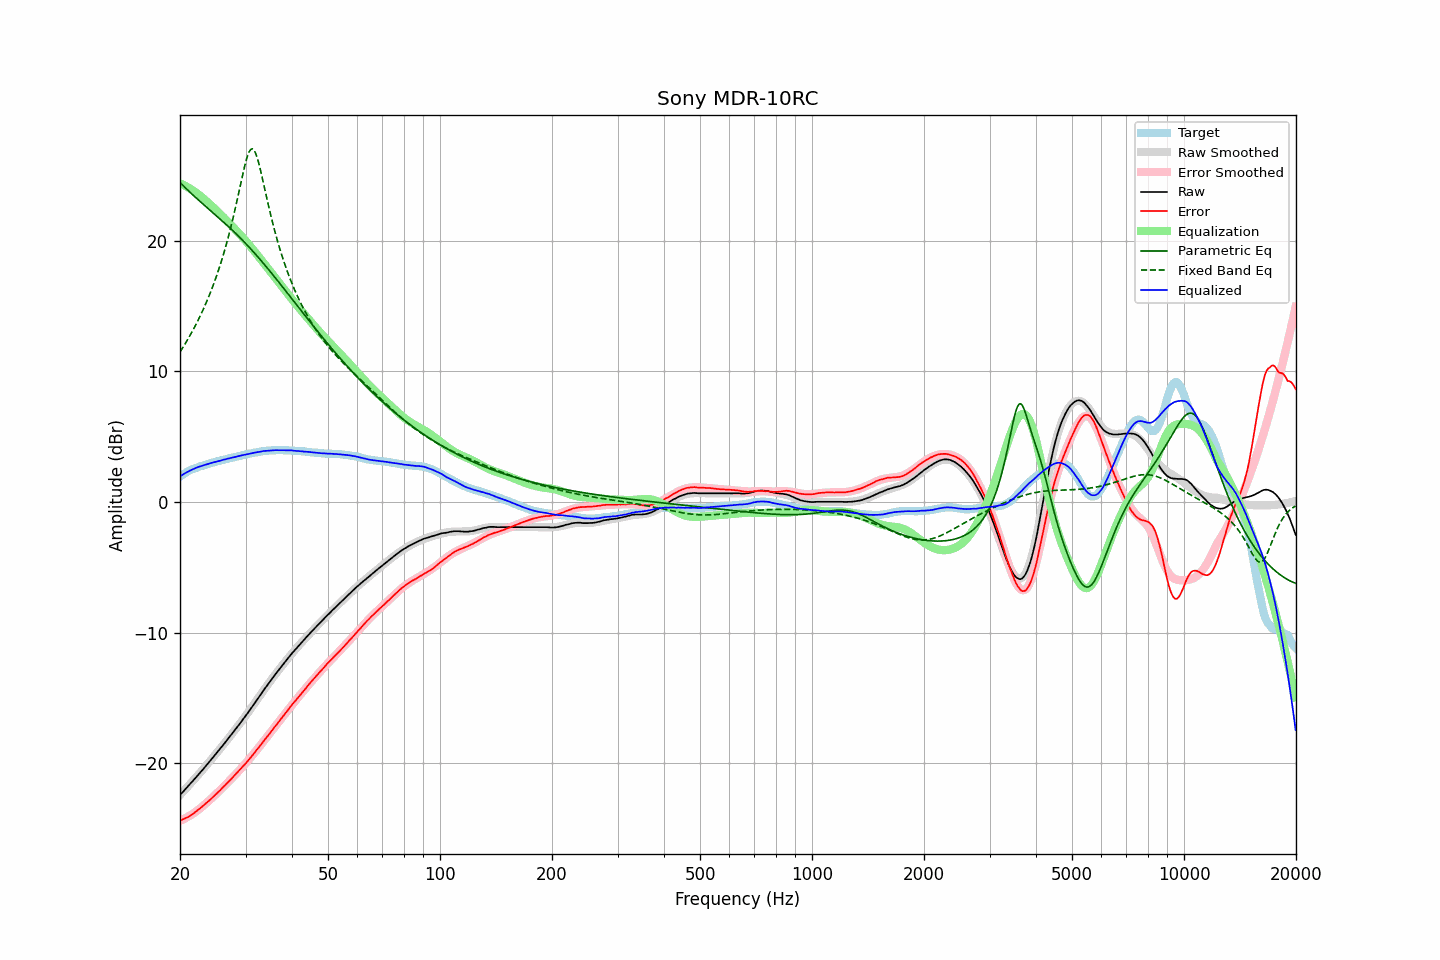 Sony MDR-10RC
Target
Raw Smoothed
Error Smoothed
Raw
Error
Equalization
Parametric Eq
Fixed Band Eq
Equalized
Amplitude (dBr)
20
10
0
−10
−20
20 50 100 200 500 1000 2000 5000 10000 20000
Frequency (Hz)